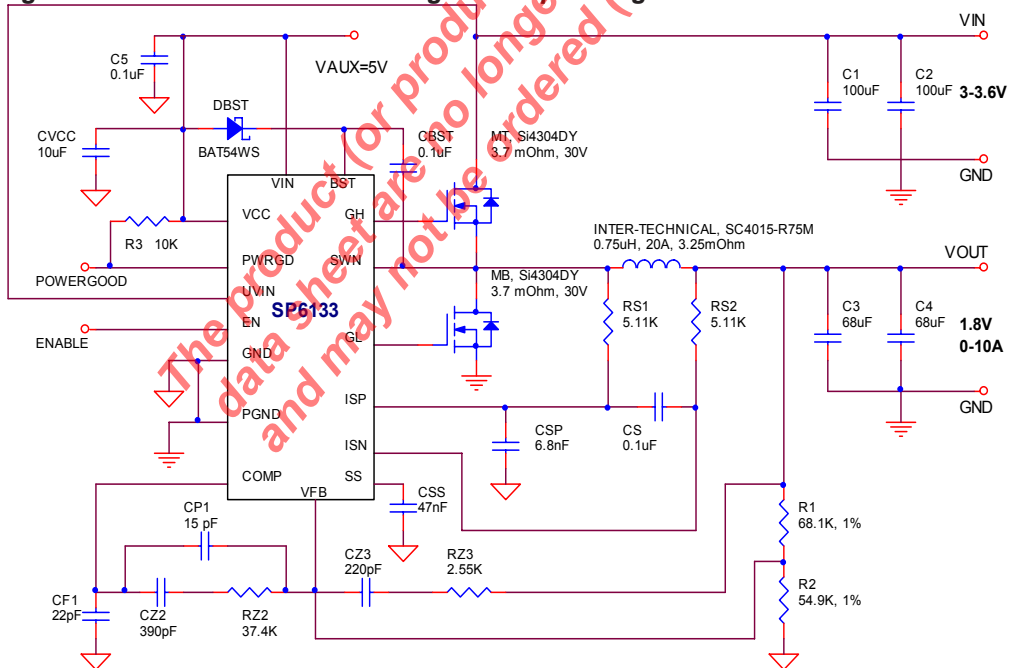 VIN
C5
0.1uF
VAUX=5V
C1
100uF
C2
100uF
3-3.6V
DBST
BAT54WS
CVCC
10uF
CBST
0.1uF
MT, Si4304DY
3.7 mOhm, 30V
GND
VIN
BST
VCC
GH
R3 10K
INTER-TECHNICAL, SC4015-R75M
0.75uH, 20A, 3.25mOhm
PWRGD
SWN
VOUT
POWERGOOD
MB, Si4304DY
3.7 mOhm, 30V
UVIN
SP6133
RS1
5.11K
RS2
5.11K
C3
68uF
C4
68uF
1.8V
0-10A
EN
ENABLE
GL
GND
ISP
GND
PGND
CSP
6.8nF
CS
0.1uF
ISN
COMP
SS
VFB
CSS
47nF
CP1
15 pF
R1
68.1K, 1%
CZ3
220pF
RZ3
2.55K
R2
54.9K, 1%
CF1
22pF
CZ2
390pF
RZ2
37.4K
The product (or produc
data sheet are no longe
and may not be ordered (